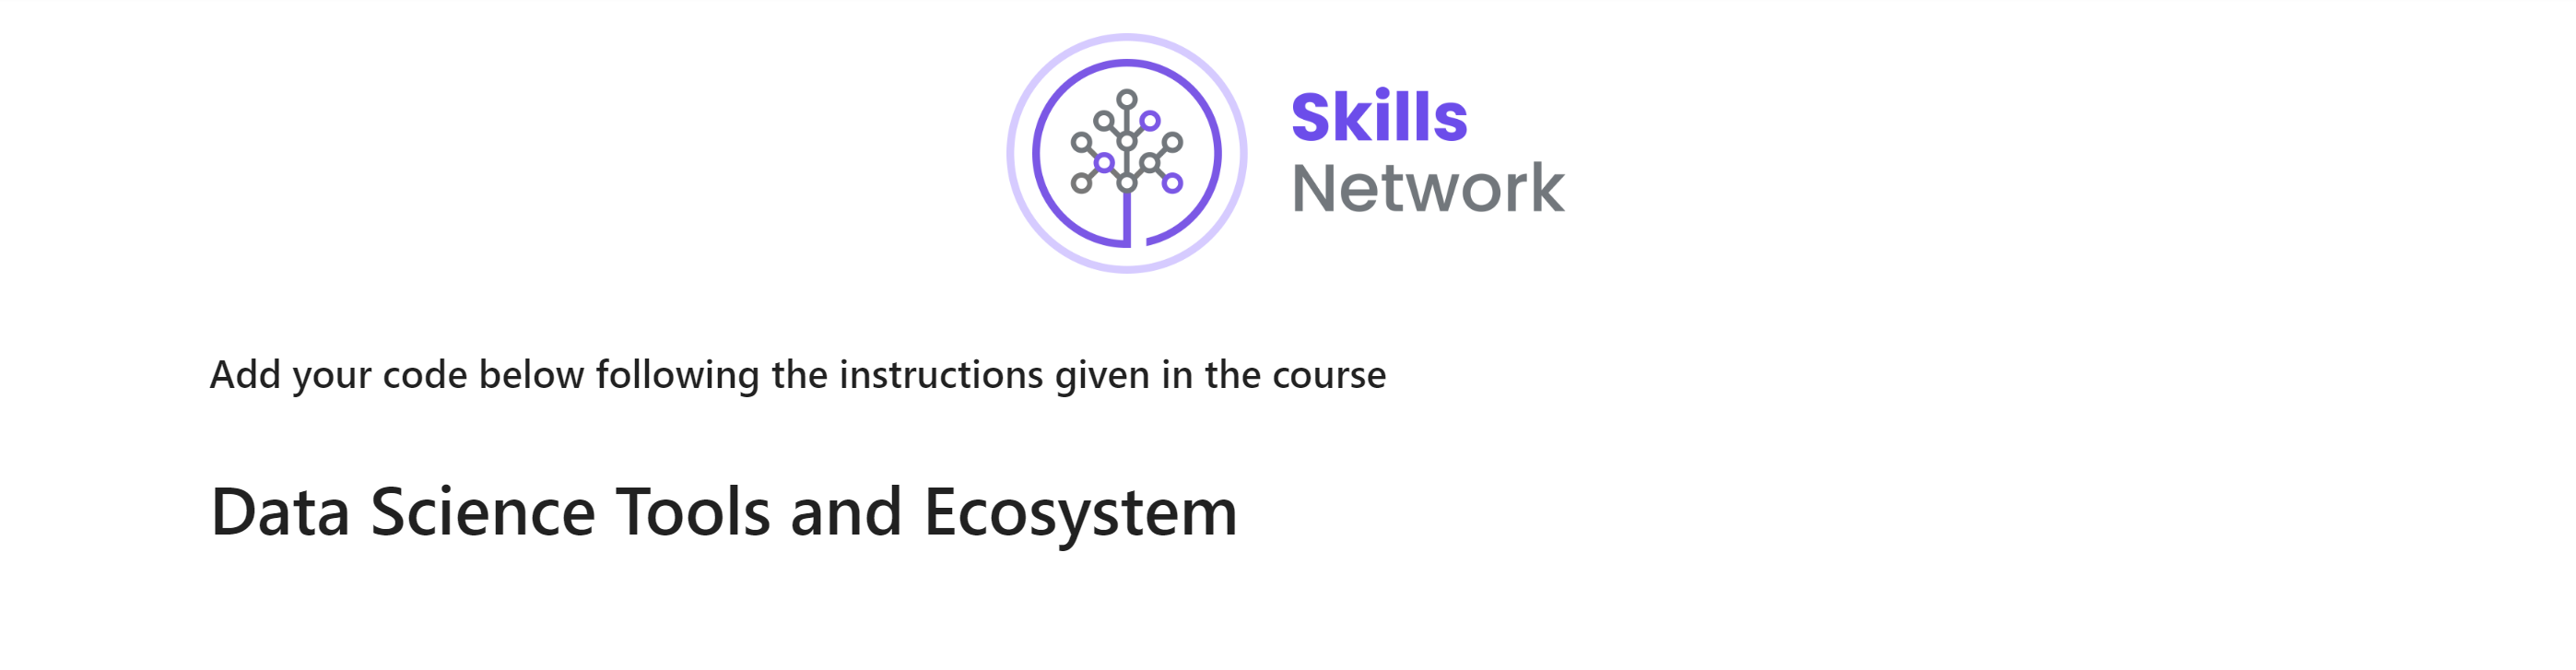 Skills
Network
Add your code below following the instructions given in the course
Data Science Tools and Ecosystem